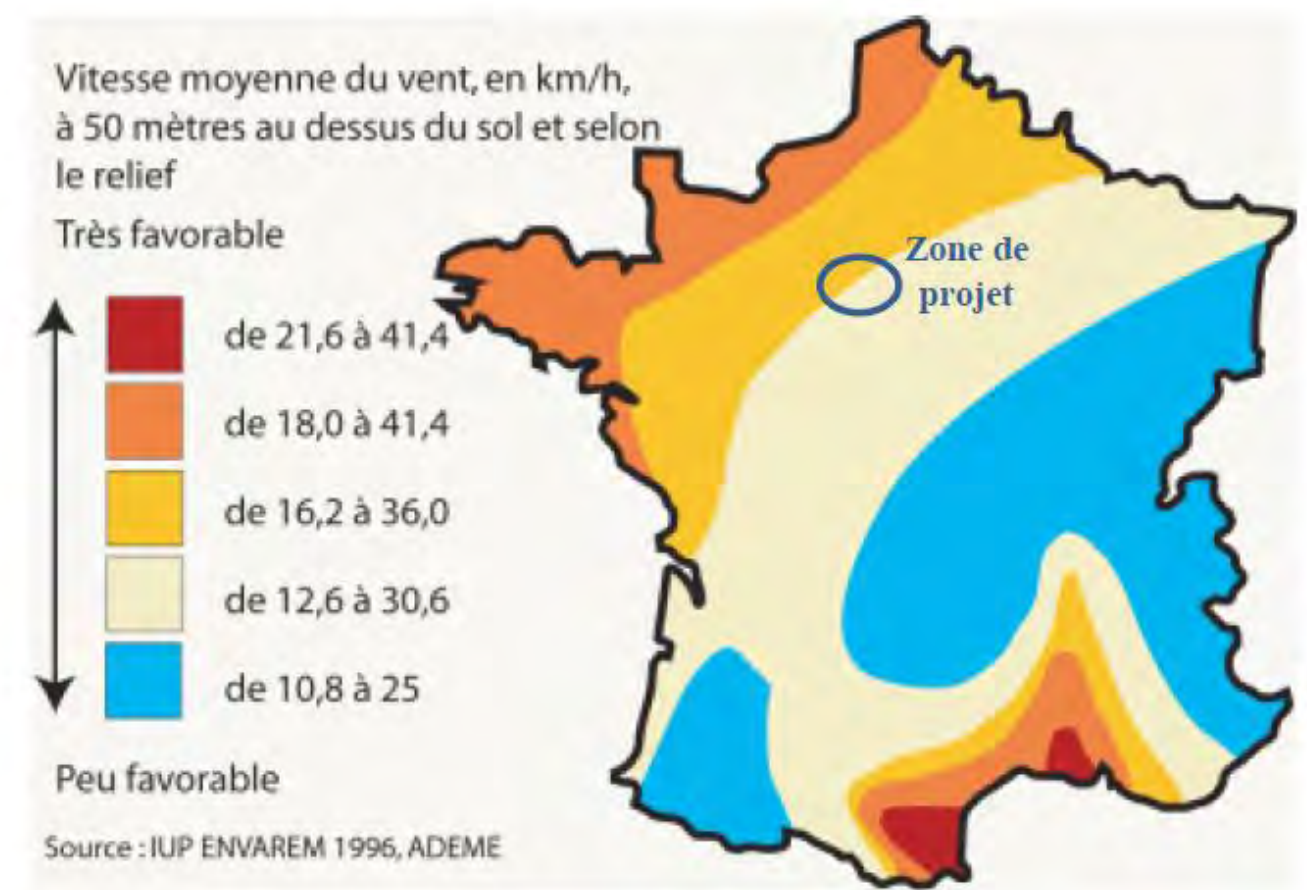 Vitesse moyenne du vent, en km/h,
à 50 mètres au dessus du sol et selon
le relief
Très favorable
de 21,6 à 41,4
de 18,0 à 41,4
de 16,2 à 36,0
de 12,6 à 30,6
de 10,8 à 25
Peu favorable
Source : IUP ENVAREM 1996, ADEME
Zone de
projet